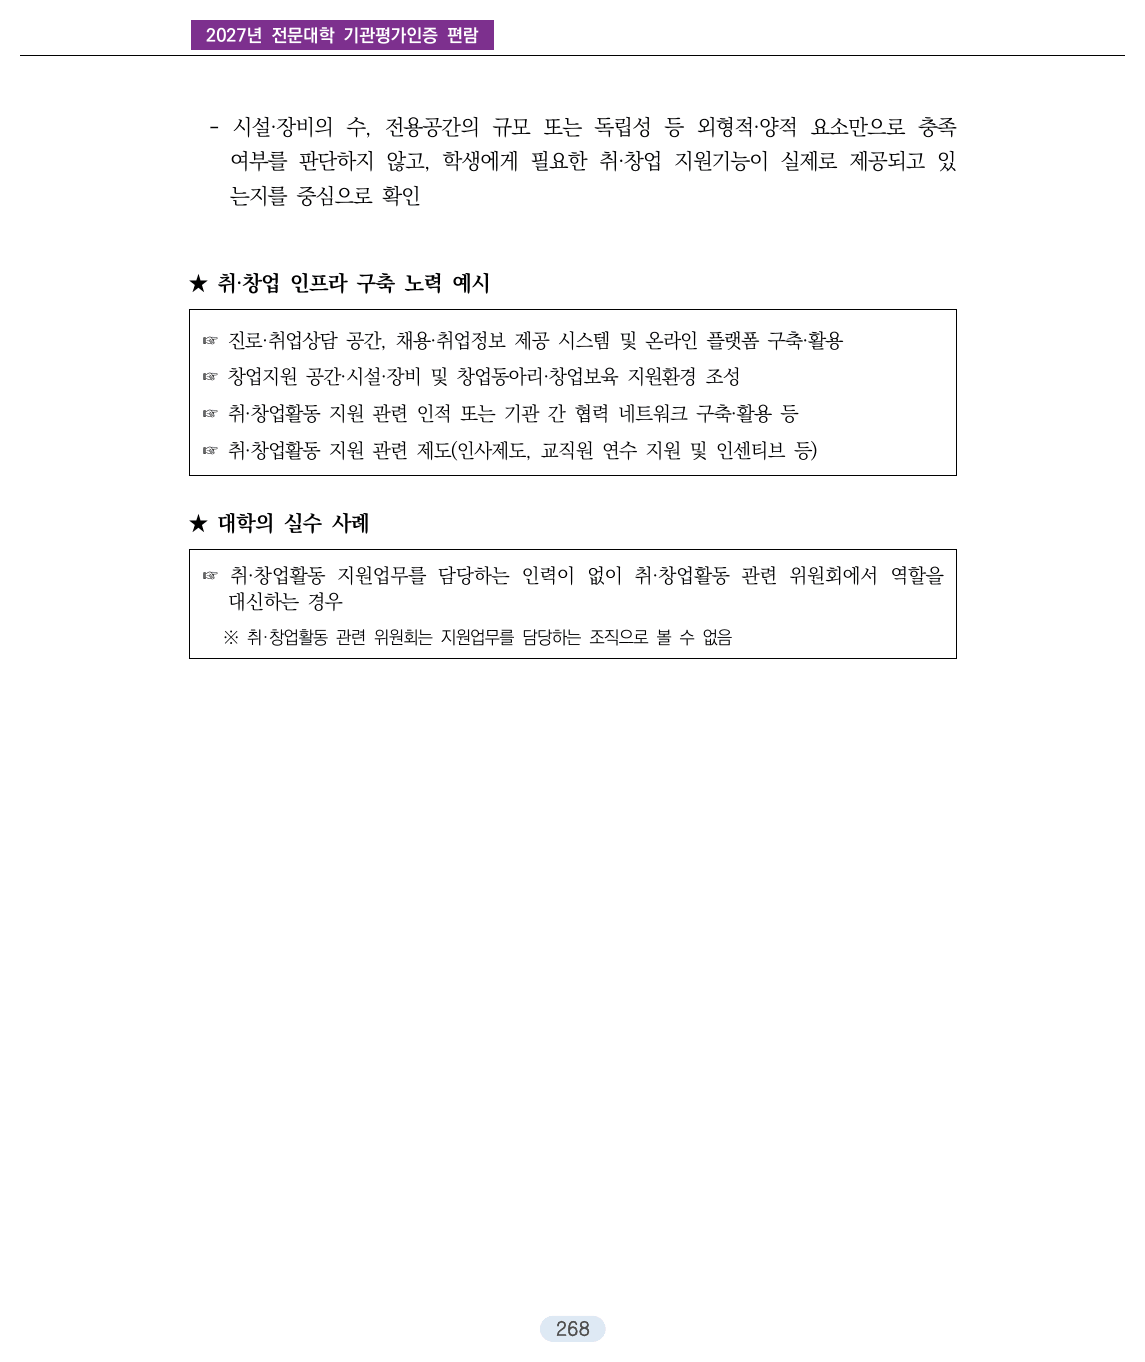 2027년 전문대학 기관평가인증 편람
- 시설·장비의 수, 전용공간의 규모 또는 독립성 등 외형적·양적 요소만으로 충족
여부를 판단하지 않고, 학생에게 필요한 취·창업 지원기능이 실제로 제공되고 있
는지를 중심으로 확인
★ 취·창업 인프라 구축 노력 예시
☞ 진로·취업상담 공간, 채용·취업정보 제공 시스템 및 온라인 플랫폼 구축·활용
☞ 창업지원 공간·시설·장비 및 창업동아리·창업보육 지원환경 조성
☞ 취·창업활동 지원 관련 인적 또는 기관 간 협력 네트워크 구축·활용 등
☞ 취·창업활동 지원 관련 제도(인사제도, 교직원 연수 지원 및 인센티브 등)
★ 대학의 실수 사례
☞ 취·창업활동 지원업무를 담당하는 인력이 없이 취·창업활동 관련 위원회에서 역할을
대신하는 경우
※ 취·창업활동 관련 위원회는 지원업무를 담당하는 조직으로 볼 수 없음
268